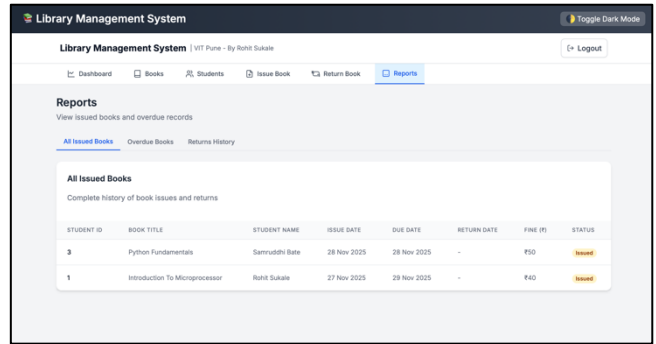 Library Management System
Toggle Dark Mode
Library Management System | VIT Pune - By Rohit Sukale
Logout
Dashboard Books Students Issue Book Return Book Reports
Reports
View issued books and overdue records
All Issued Books Overdue Books Returns History
All Issued Books
Complete history of book issues and returns
STUDENT ID BOOK TITLE STUDENT NAME ISSUE DATE DUE DATE RETURN DATE FINE (₹) STATUS
3 Python Fundamentals Samruddhi Bate 28 Nov 2025 28 Nov 2025 - ₹50 Issued
1 Introduction To Microprocessor Rohit Sukale 27 Nov 2025 29 Nov 2025 - ₹40 Issued